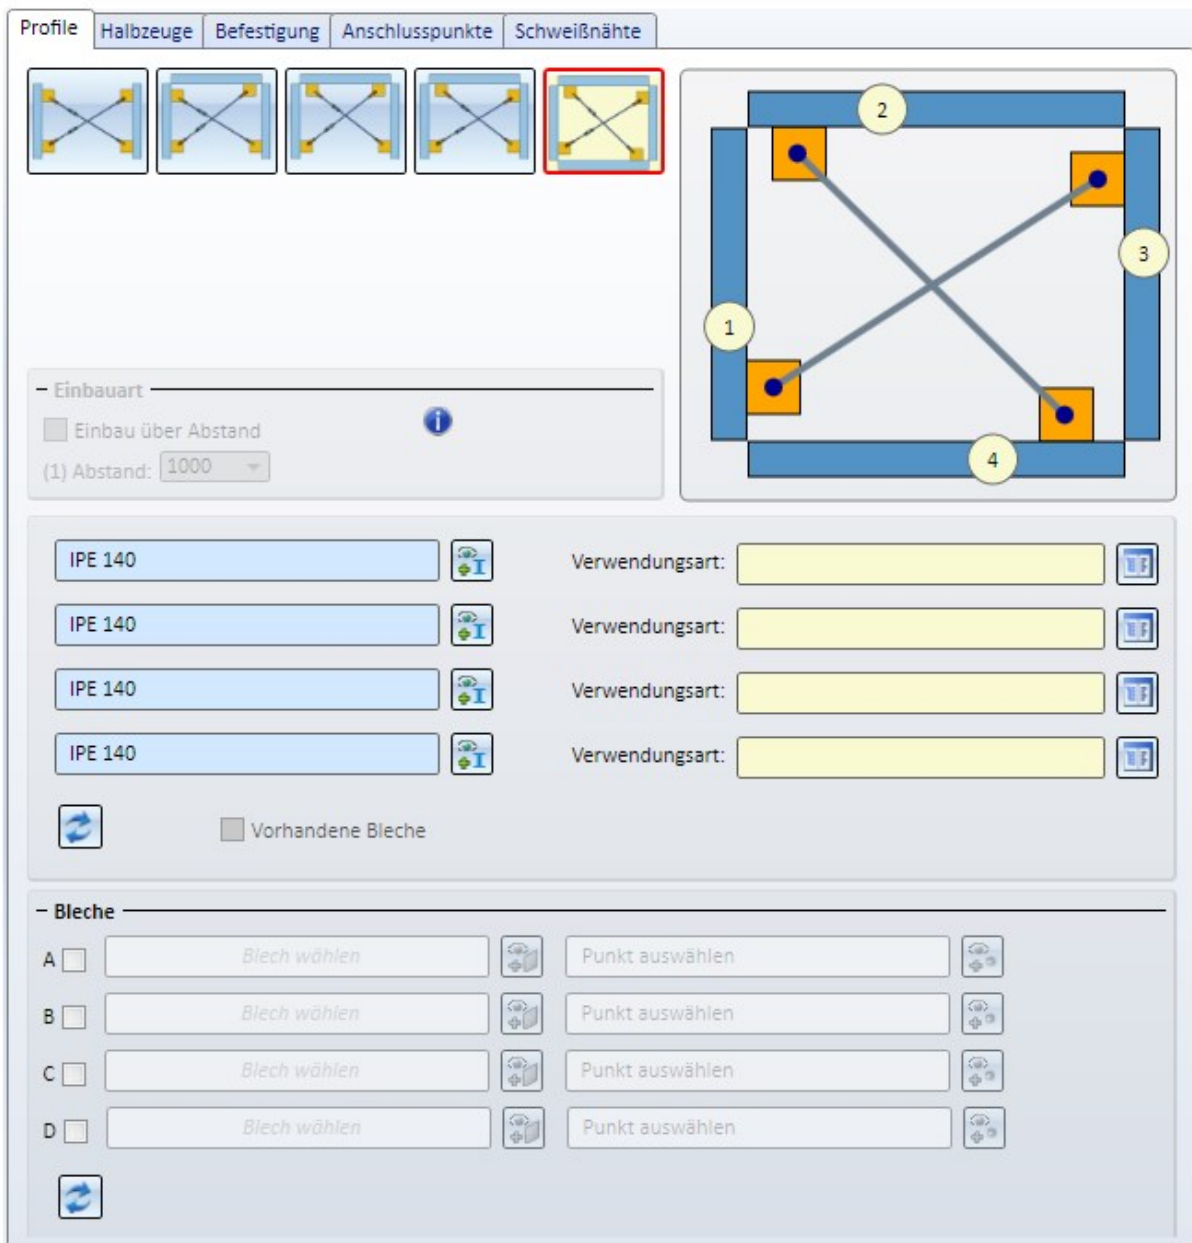 Profile Halbzeuge Befestigung Anschlusspunkte Schweißnähte
2
3
1
4
Einbauart
Einbau über Abstand
(1) Abstand: 1000
IPE 140 Verwendungsart:
IPE 140 Verwendungsart:
IPE 140 Verwendungsart:
IPE 140 Verwendungsart:
Vorhandene Bleche
Bleche
A Blech wählen Punkt auswählen
B Blech wählen Punkt auswählen
C Blech wählen Punkt auswählen
D Blech wählen Punkt auswählen